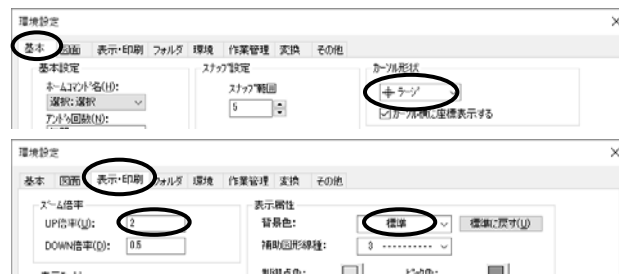 環境設定
基本 図面 表示・印刷 フォルダ 環境 作業管理 変換 その他
基本設定 スナップ設定 カーソル形状
ホームコマンド名(H): スナップ範囲
選択:選択 5 ラージ
アンドゥ回数(N): カーソル横に座標表示する
環境設定
基本 図面 表示・印刷 フォルダ 環境 作業管理 変換 その他
ズーム倍率 表示属性
UP倍率(U): 2 背景色: 標準 標準に戻す(U)
DOWN倍率(D): 0.5 補助図形線種: 3